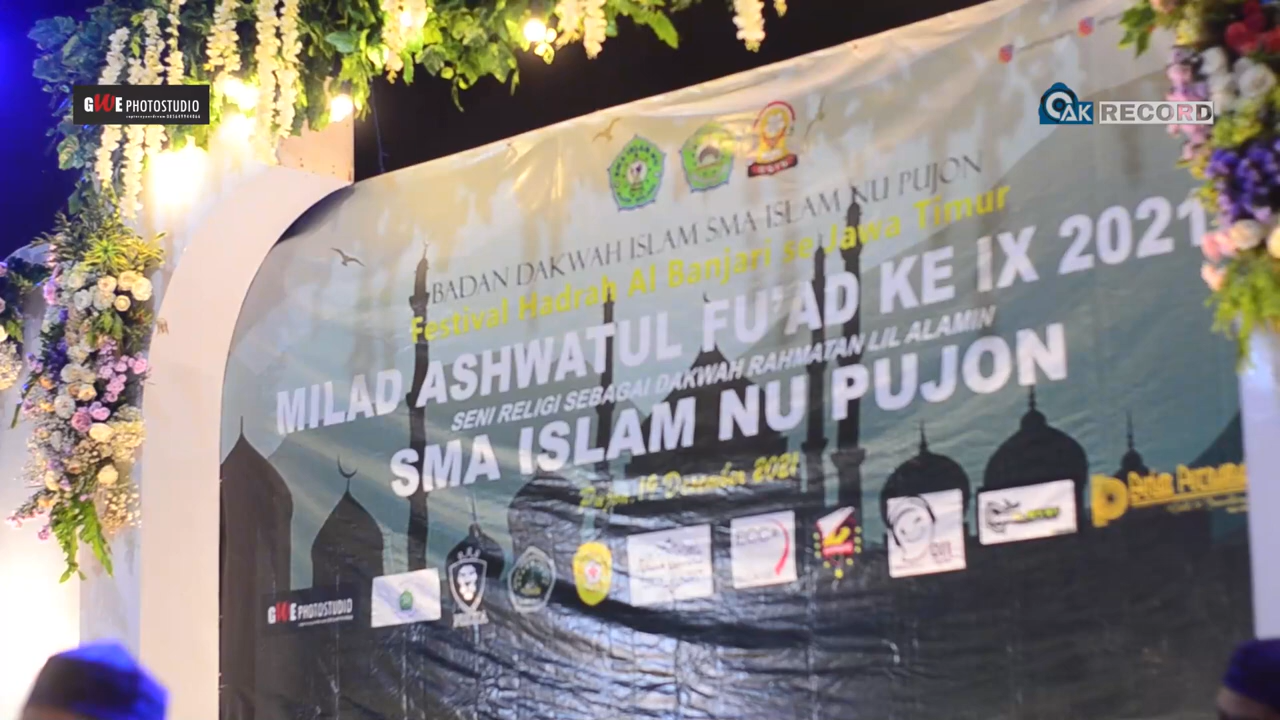 GWE PHOTOSTUDIO
CAK RECORD
BADAN DAKWAH ISLAM SMA ISLAM NU PUJON
Festival Hadrah Al Banjari se Jawa Timur
MILAD ASHWATUL FU'AD KE IX 2021
SENI RELIGI SEBAGAI DAKWAH RAHMATAN LIL ALAMIN
SMA ISLAM NU PUJON
Pujon, 19 Desember 2021
GWE PHOTOSTUDIO